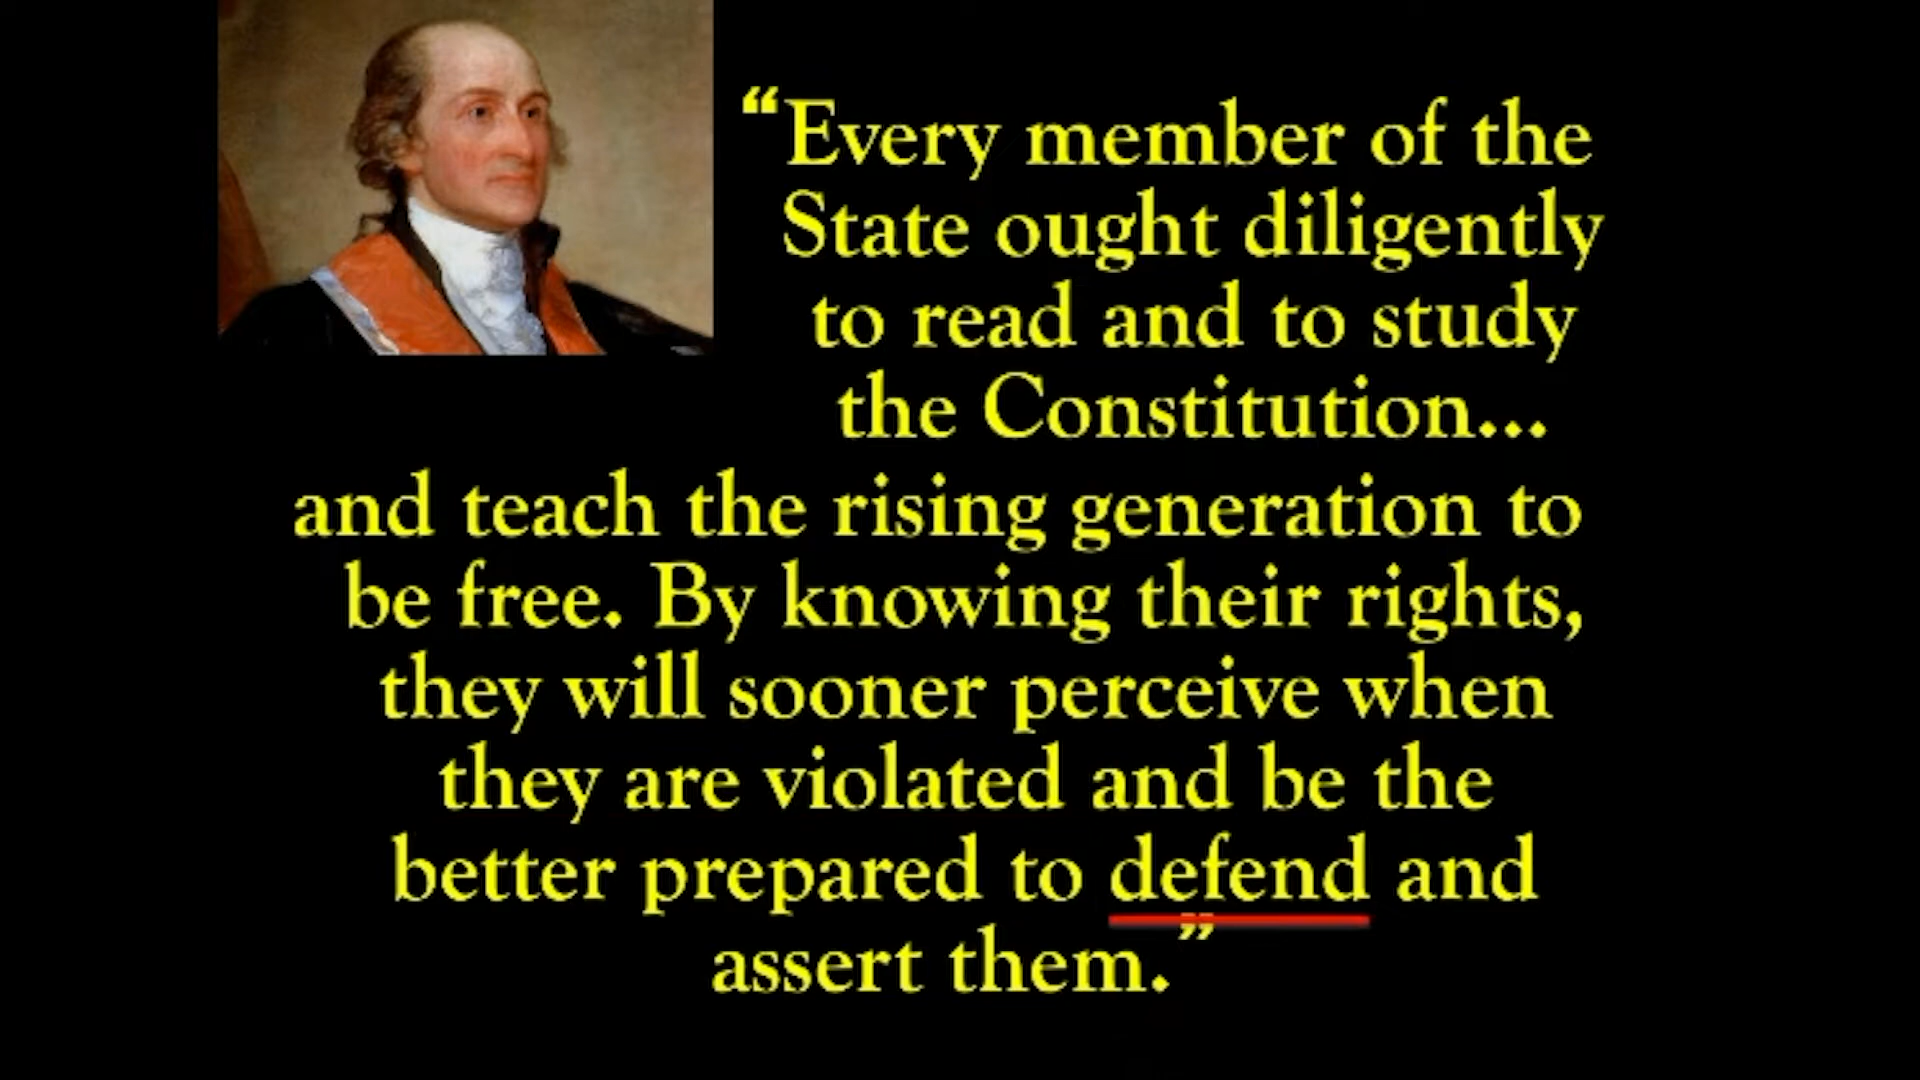 “Every member of the
State ought diligently
to read and to study
the Constitution...
and teach the rising generation to
be free. By knowing their rights,
they will sooner perceive when
they are violated and be the
better prepared to defend and
assert them.”